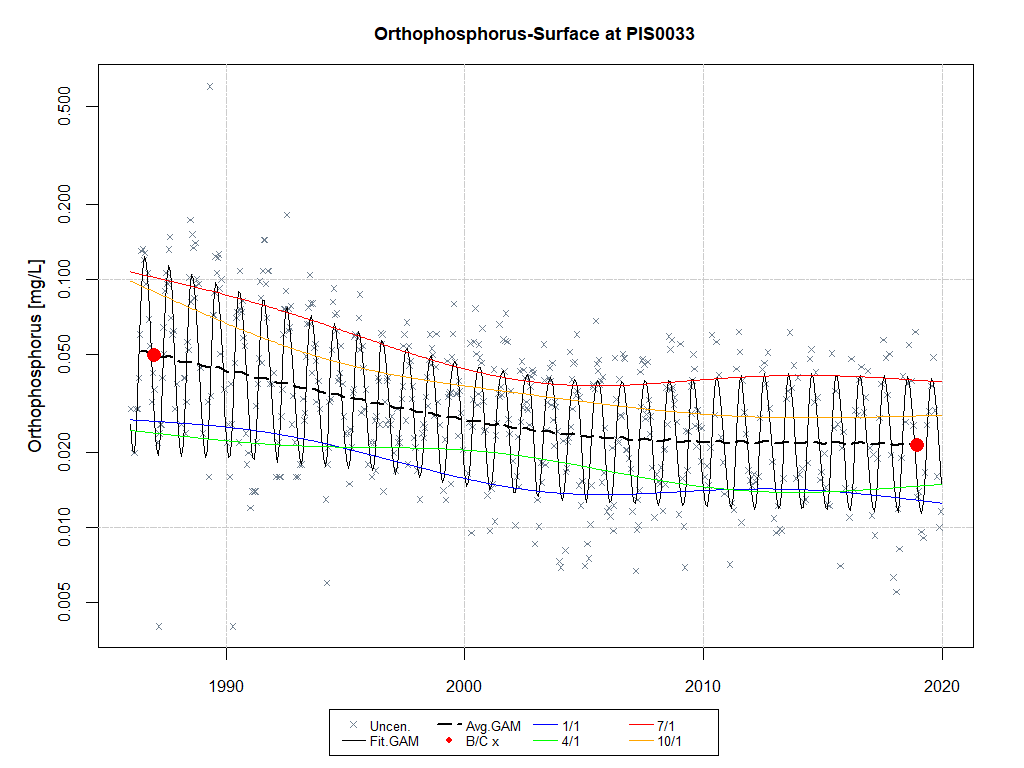 Orthophosphorus-Surface at PIS0033
Orthophosphorus [mg/L]
0.500
0.200
0.100
0.050
0.020
0.010
0.005
1990 2000 2010 2020
Uncen. Avg.GAM 1/1 7/1
Fit.GAM B/C x 4/1 10/1